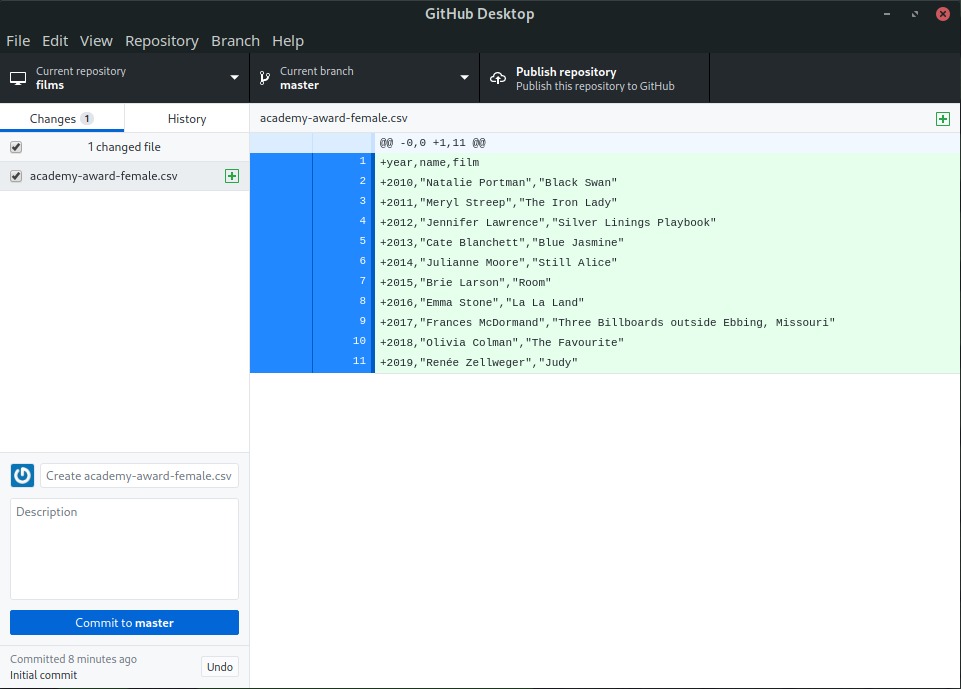 GitHub Desktop
File Edit View Repository Branch Help
Current repository
films
Current branch
master
Publish repository
Publish this repository to GitHub
Changes 1
History
1 changed file
academy-award-female.csv
academy-award-female.csv
@@ -0,0 +1,11 @@
1 +year,name,film
2 +2010,"Natalie Portman","Black Swan"
3 +2011,"Meryl Streep","The Iron Lady"
4 +2012,"Jennifer Lawrence","Silver Linings Playbook"
5 +2013,"Cate Blanchett","Blue Jasmine"
6 +2014,"Julianne Moore","Still Alice"
7 +2015,"Brie Larson","Room"
8 +2016,"Emma Stone","La La Land"
9 +2017,"Frances McDormand","Three Billboards outside Ebbing, Missouri"
10 +2018,"Olivia Colman","The Favourite"
11 +2019,"Renée Zellweger","Judy"
Create academy-award-female.csv
Description
Commit to master
Committed 8 minutes ago
Initial commit
Undo